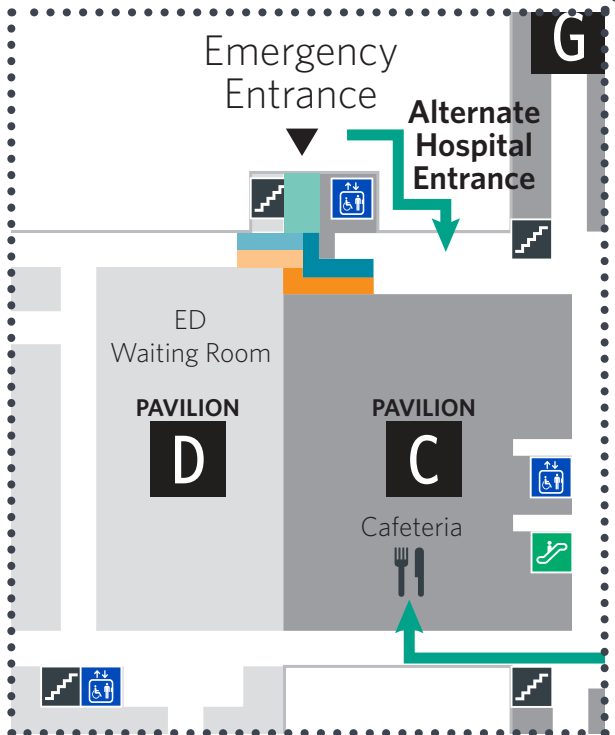 G
Emergency
Entrance
Alternate
Hospital
Entrance
ED
Waiting Room
PAVILION
D
PAVILION
C
Cafeteria